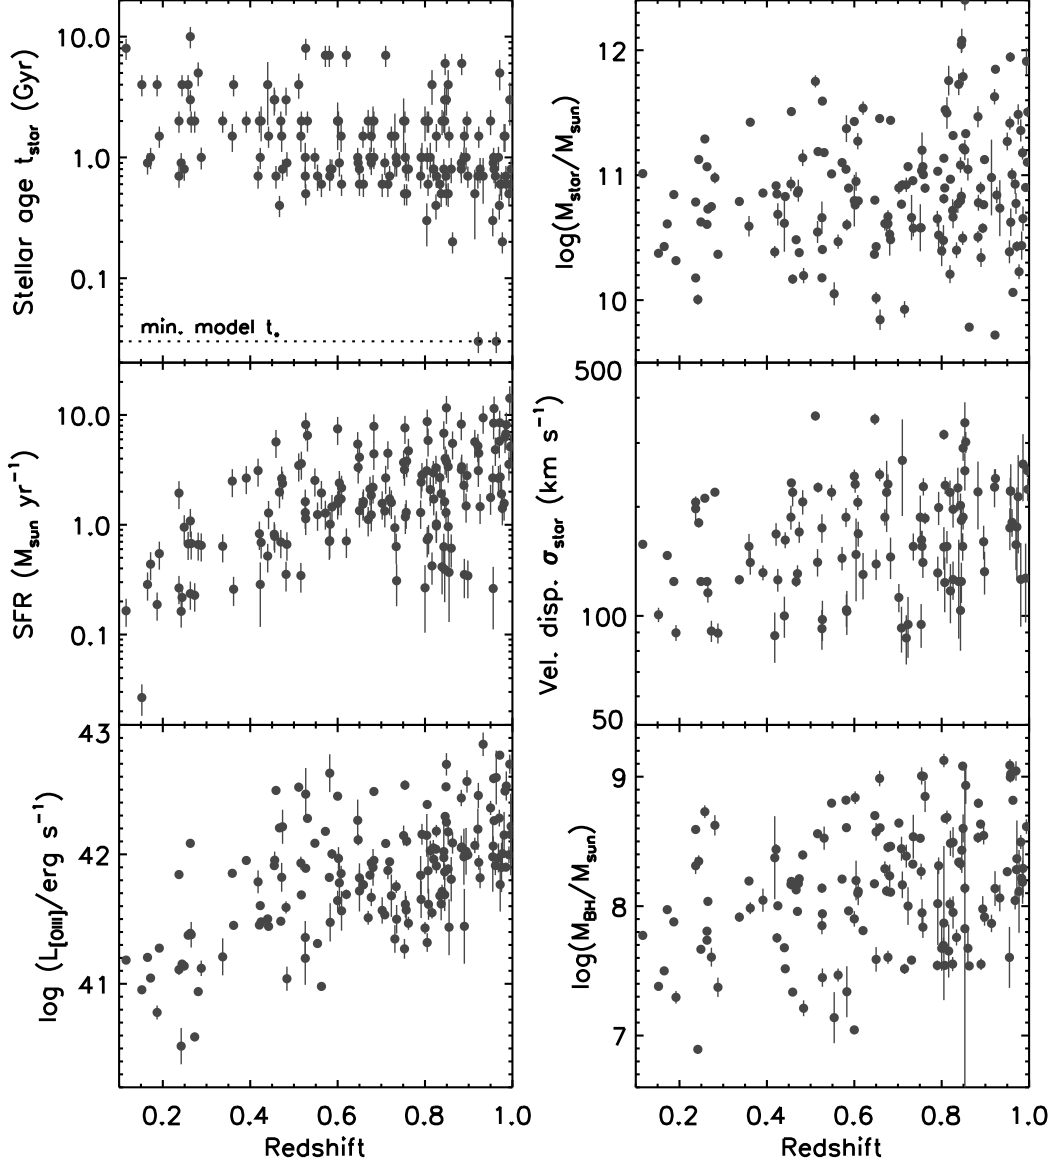 10.0
1.0
0.1
Stellar age t_star (Gyr)
min. model t*
12
11
10
log(M_star/M_sun)
10.0
1.0
0.1
SFR (M_sun yr⁻¹)
500
100
50
Vel. disp. σ_star (km s⁻¹)
43
42
41
log (L_[OIII]/erg s⁻¹)
0.2 0.4 0.6 0.8 1.0
Redshift
9
8
7
log(M_BH/M_sun)
0.2 0.4 0.6 0.8 1.0
Redshift